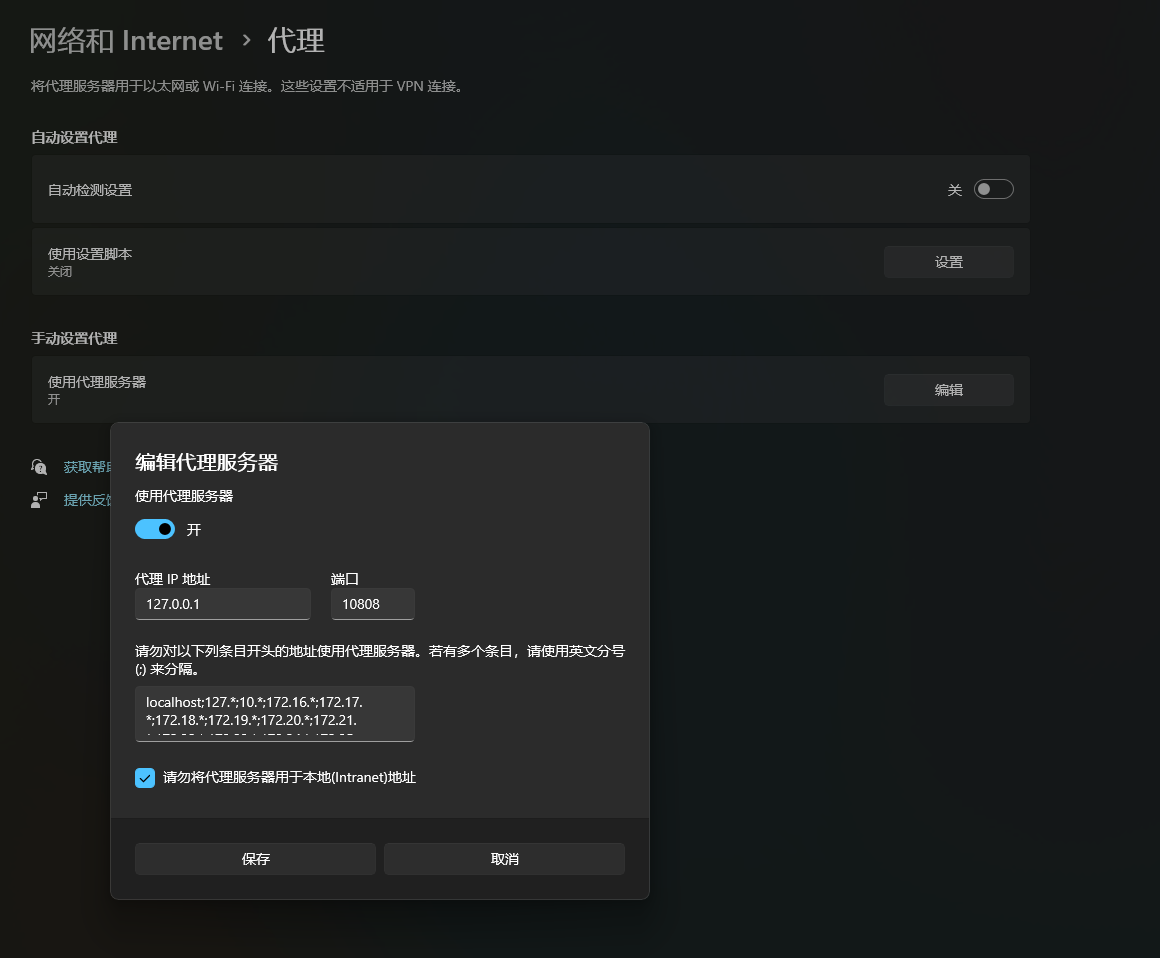 网络和 Internet › 代理
将代理服务器用于以太网或 Wi-Fi 连接。这些设置不适用于 VPN 连接。
自动设置代理
自动检测设置
关
使用设置脚本
关闭
设置
手动设置代理
使用代理服务器
开
编辑
获取帮
提供反
编辑代理服务器
使用代理服务器
开
代理 IP 地址
端口
127.0.0.1
10808
请勿对以下列条目开头的地址使用代理服务器。若有多个条目，请使用英文分号
(;) 来分隔。
localhost;127.*;10.*;172.16.*;172.17.
*;172.18.*;172.19.*;172.20.*;172.21.
请勿将代理服务器用于本地(Intranet)地址
保存
取消